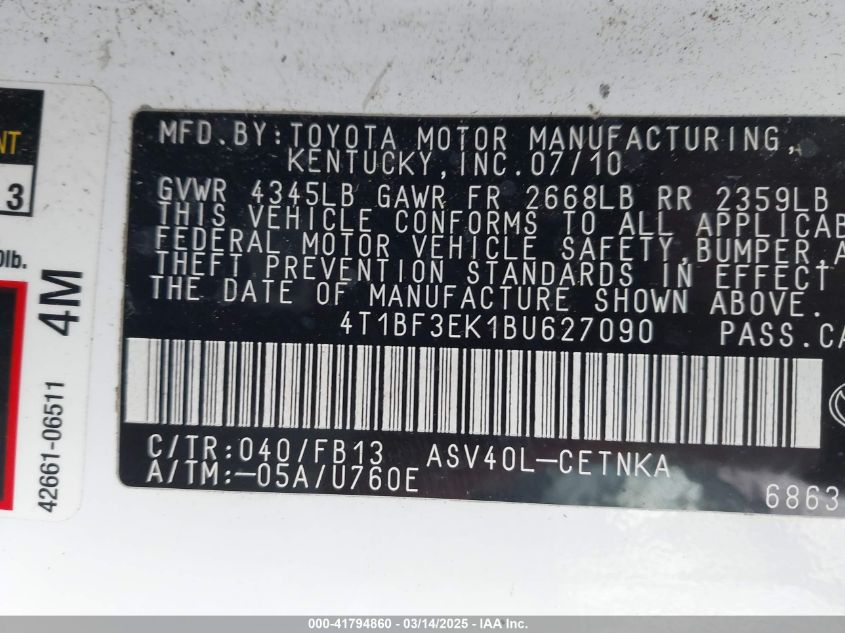 MFD.BY:TOYOTA MOTOR MANUFACTURING,
KENTUCKY,INC.07/10
GVWR 4345LB GAWR FR 2668LB RR 2359LB
THIS VEHICLE CONFORMS TO ALL APPLICAB
FEDERAL MOTOR VEHICLE SAFETY,BUMPER,A
THEFT PREVENTION STANDARDS IN EFFECT
THE DATE OF MANUFACTURE SHOWN ABOVE.
4T1BF3EK1BU627090 PASS.CA
C/TR:040/FB13 ASV40L-CETNKA
A/TM:-05A/U760E
6863
NT
3
0lb.
4M
42661-06511
000-41794860 - 03/14/2025 - IAA Inc.